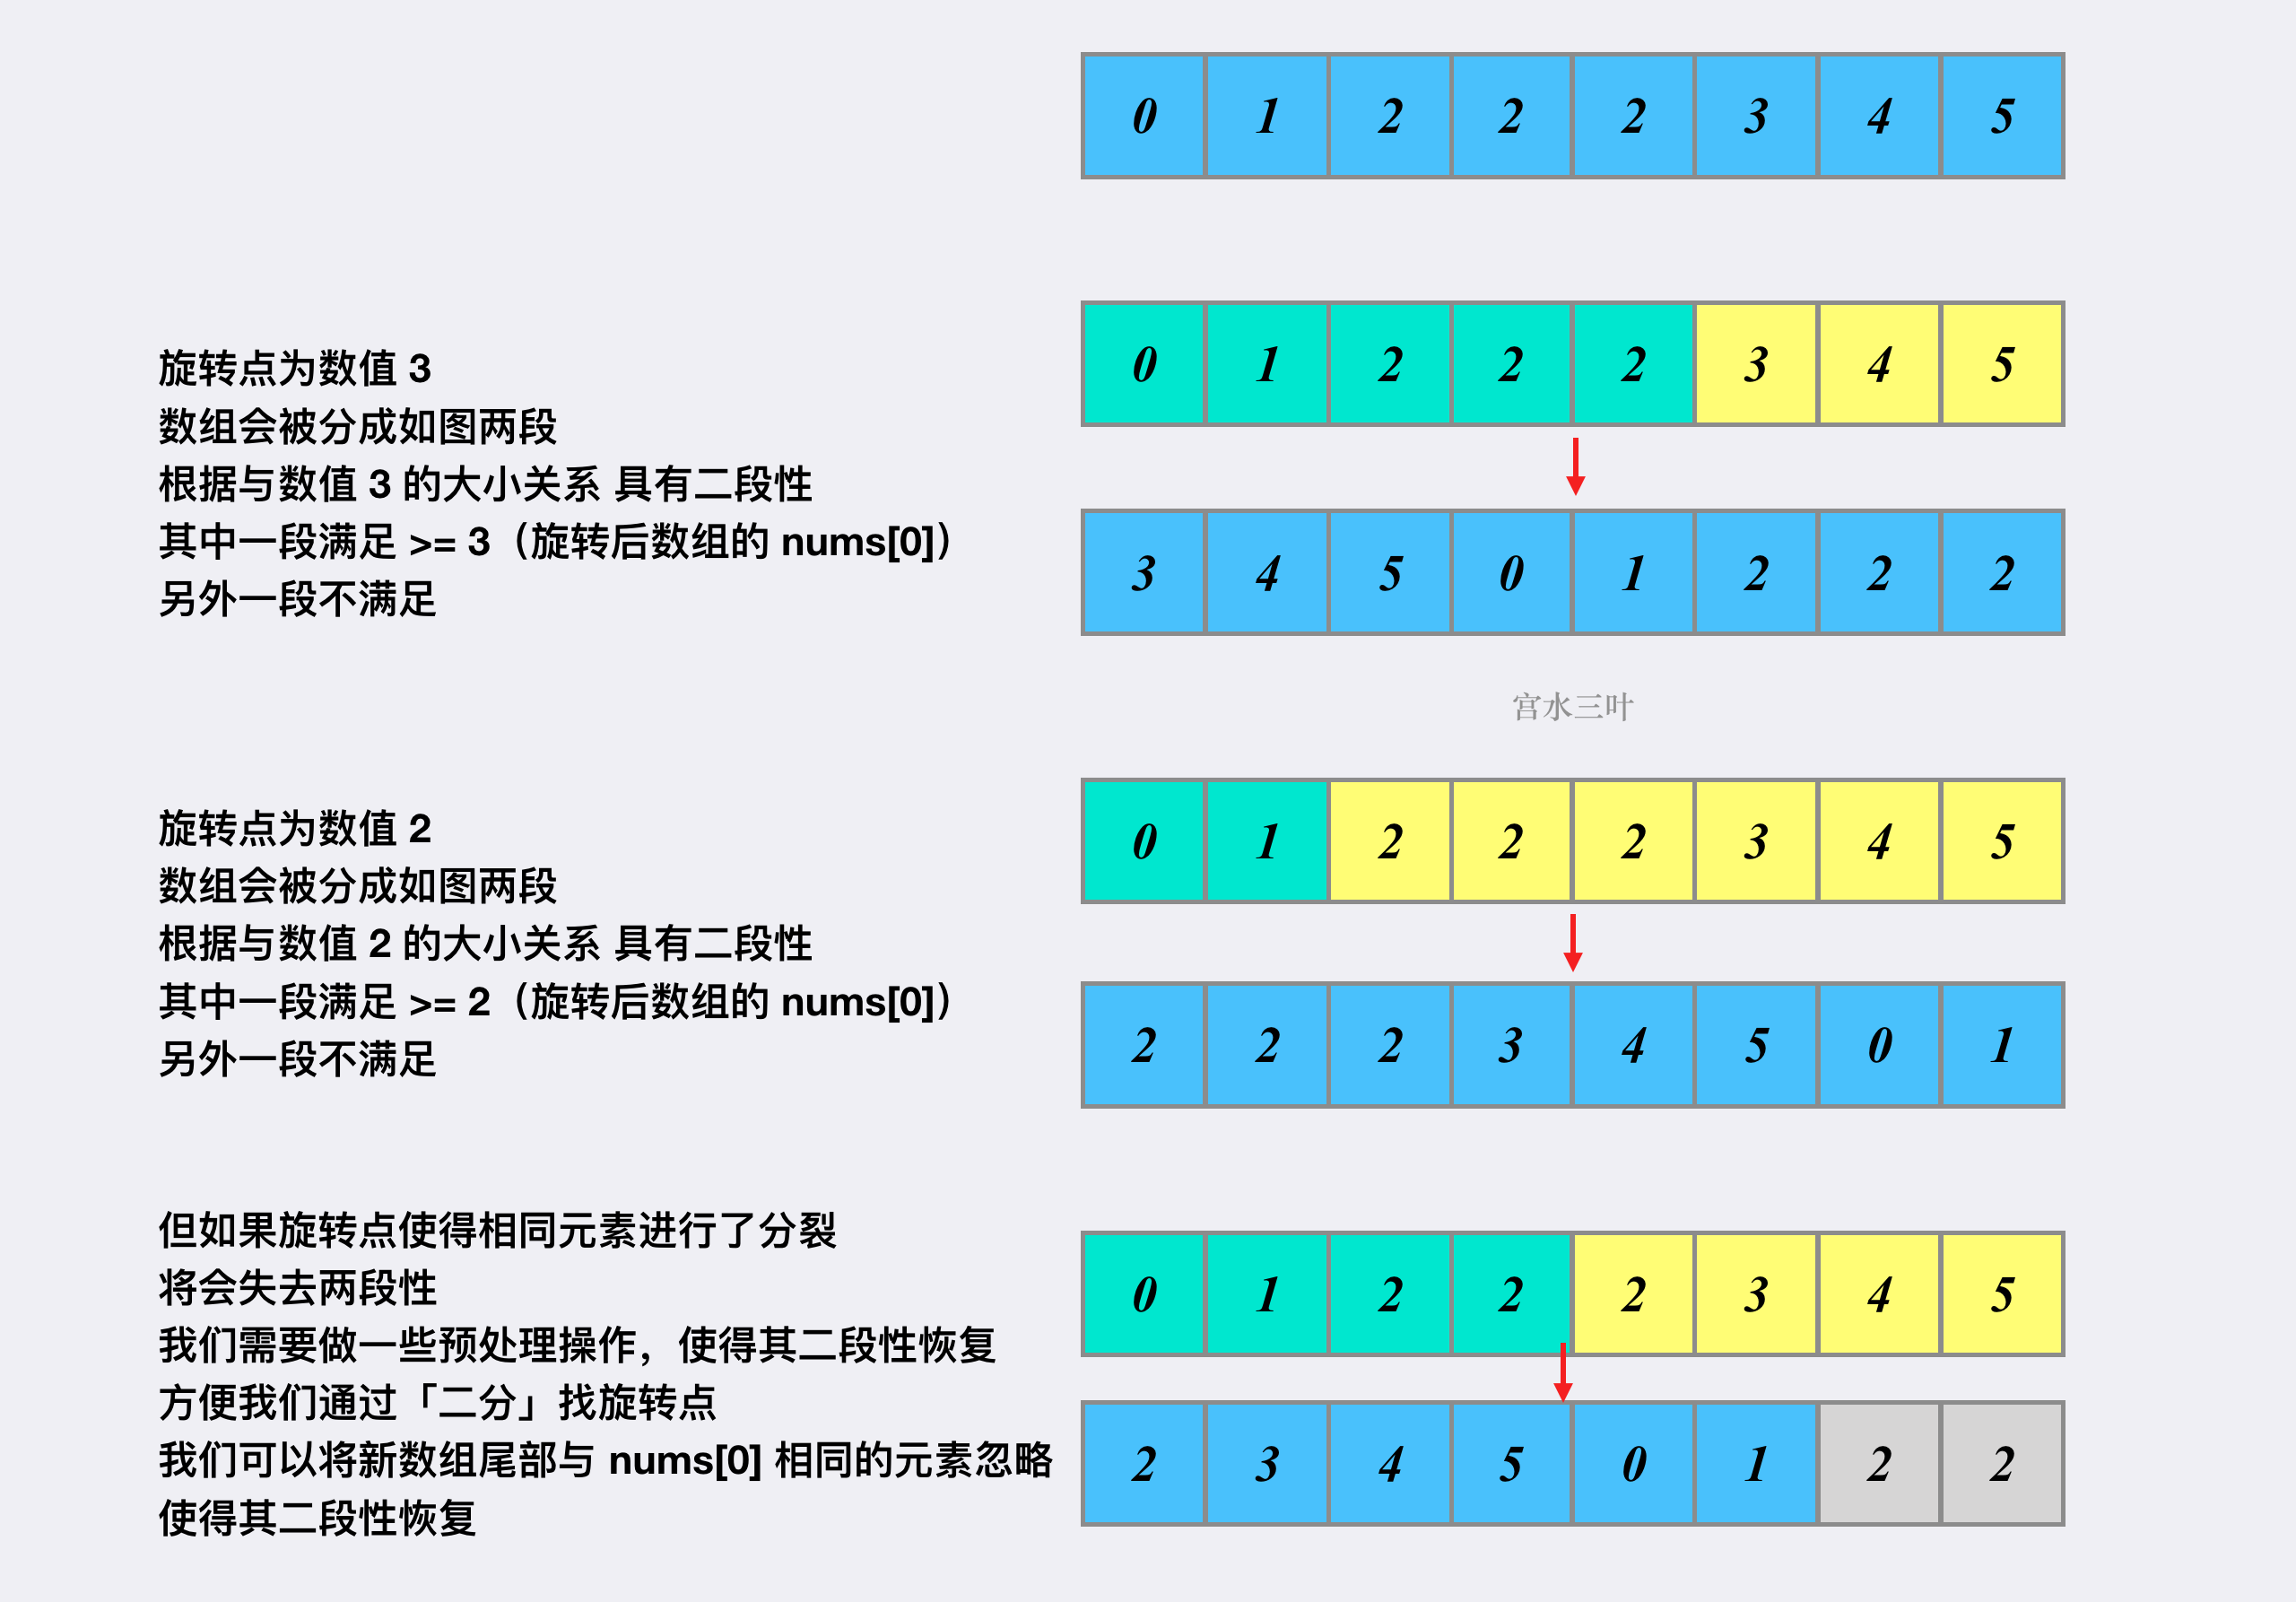 0 1 2 2 2 3 4 5
旋转点为数值 3
数组会被分成如图两段
根据与数值 3 的大小关系 具有二段性
其中一段满足 >= 3（旋转后数组的 nums[0]）
另外一段不满足
0 1 2 2 2 3 4 5
3 4 5 0 1 2 2 2
宫水三叶
旋转点为数值 2
数组会被分成如图两段
根据与数值 2 的大小关系 具有二段性
其中一段满足 >= 2（旋转后数组的 nums[0]）
另外一段不满足
0 1 2 2 2 3 4 5
2 2 2 3 4 5 0 1
但如果旋转点使得相同元素进行了分裂
将会失去两段性
我们需要做一些预处理操作，使得其二段性恢复
方便我们通过「二分」找旋转点
我们可以将新数组尾部与 nums[0] 相同的元素忽略
使得其二段性恢复
0 1 2 2 2 3 4 5
2 3 4 5 0 1 2 2